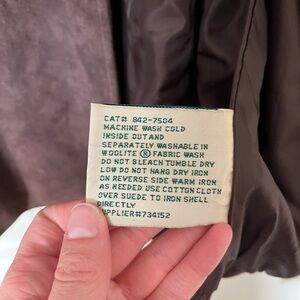 CAT# 842-7504
MACHINE WASH COLD
INSIDE OUT AND
SEPARATELY WASHABLE IN
WOOLITE ® FABRIC WASH
DO NOT BLEACH TUMBLE DRY
LOW DO NOT HANG DRY IRON
ON REVERSE SIDE WARM IRON
AS NEEDED USE COTTON CLOTH
OVER SUEDE TO IRON SHELL
DIRECTLY
UPPLIER#734152